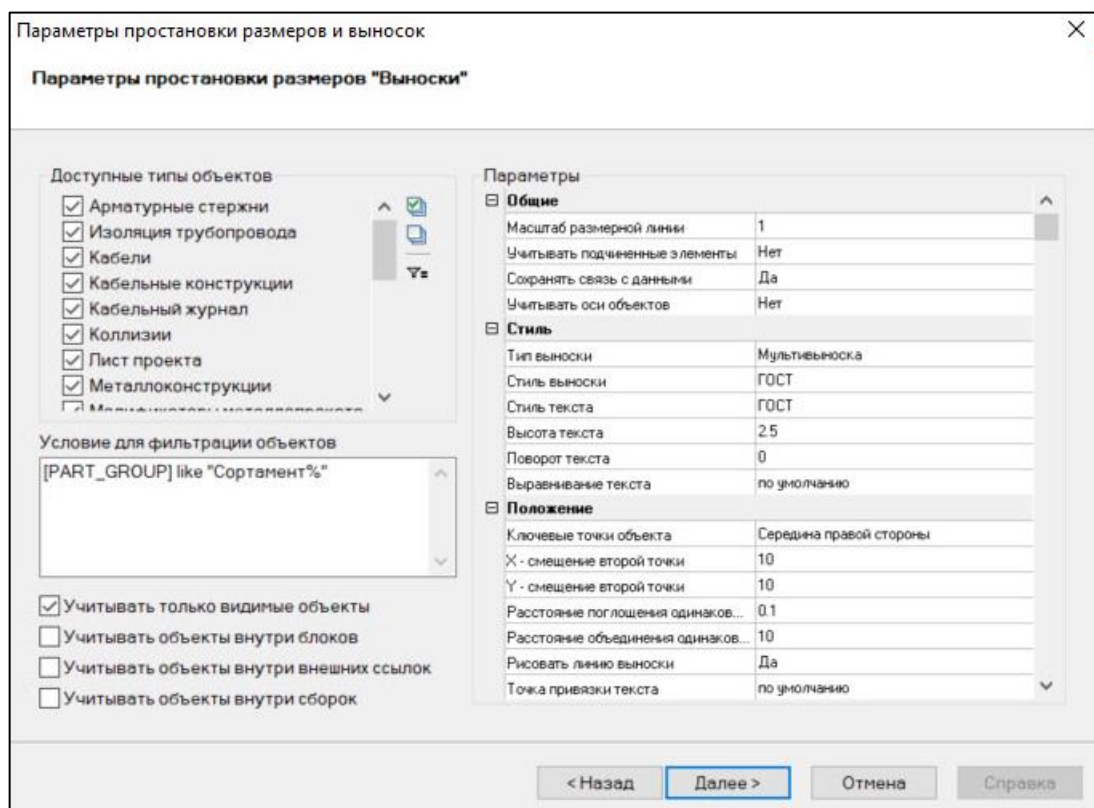 Параметры простановки размеров и выносок
Параметры простановки размеров "Выноски"
Доступные типы объектов
Арматурные стержни
Изоляция трубопровода
Кабели
Кабельные конструкции
Кабельный журнал
Коллизии
Лист проекта
Металлоконструкции
Условие для фильтрации объектов
[PART_GROUP] like "Сортамент%"
Учитывать только видимые объекты
Учитывать объекты внутри блоков
Учитывать объекты внутри внешних ссылок
Учитывать объекты внутри сборок
Параметры
Общие
Масштаб размерной линии 1
Учитывать подчиненные элементы Нет
Сохранять связь с данными Да
Учитывать оси объектов Нет
Стиль
Тип выноски Мультивыноска
Стиль выноски ГОСТ
Стиль текста ГОСТ
Высота текста 2.5
Поворот текста 0
Выравнивание текста по умолчанию
Положение
Ключевые точки объекта Середина правой стороны
X - смещение второй точки 10
Y - смещение второй точки 10
Расстояние поглощения одинаков... 0.1
Расстояние объединения одинаков... 10
Рисовать линию выноски Да
Точка привязки текста по умолчанию
< Назад
Далее >
Отмена
Справка